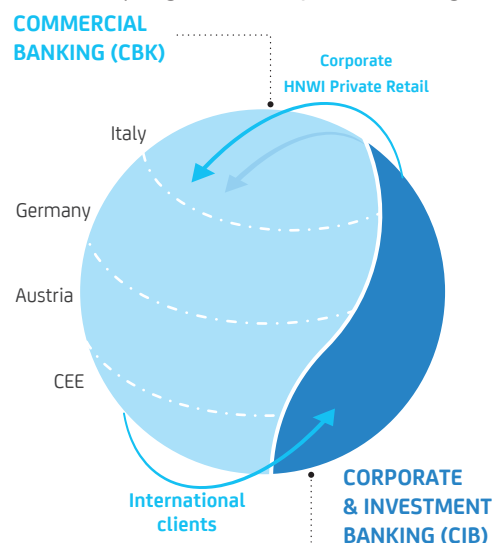 COMMERCIAL
BANKING (CBK)
Corporate
HNWI Private Retail
Italy
Germany
Austria
CEE
International
clients
CORPORATE
& INVESTMENT
BANKING (CIB)